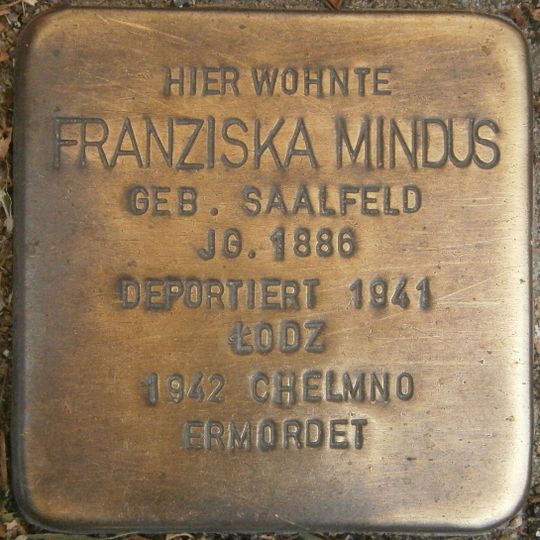 HIER WOHNTE
FRANZISKA MINDUS
GEB. SAALFELD
JG. 1886
DEPORTIERT 1941
ŁODZ
1942 CHELMNO
ERMORDET